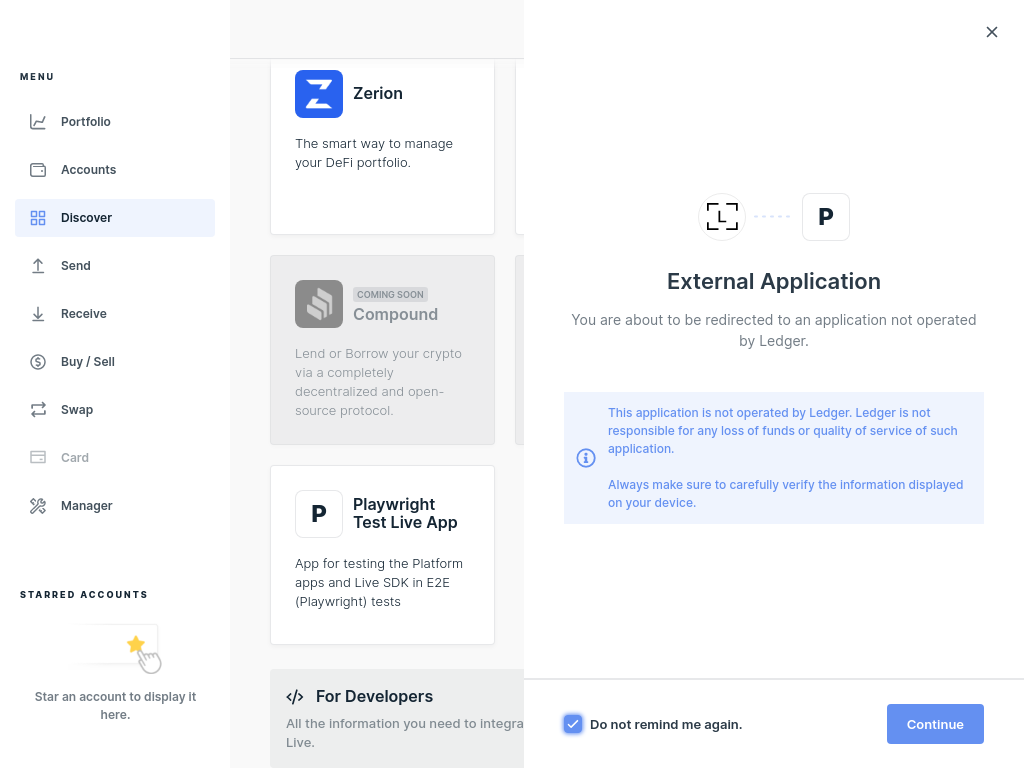 MENU
Portfolio
Accounts
Discover
Send
Receive
Buy / Sell
Swap
Card
Manager
STARRED ACCOUNTS
Star an account to display it
here.
Zerion
The smart way to manage
your DeFi portfolio.
COMING SOON
Compound
Lend or Borrow your crypto
via a completely
decentralized and open-
source protocol.
P
Playwright
Test Live App
App for testing the Platform
apps and Live SDK in E2E
(Playwright) tests
For Developers
All the information you need to integra
Live.
L
P
External Application
You are about to be redirected to an application not operated
by Ledger.
This application is not operated by Ledger. Ledger is not
responsible for any loss of funds or quality of service of such
application.
Always make sure to carefully verify the information displayed
on your device.
Do not remind me again.
Continue